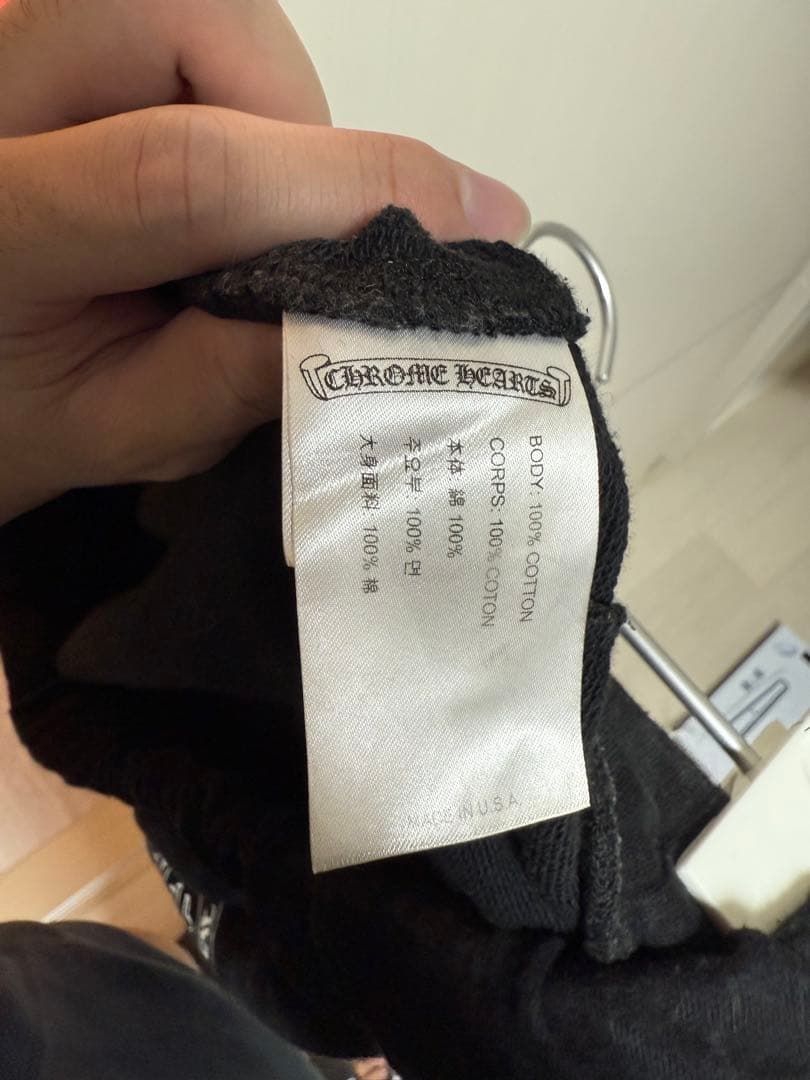 CHROME HEARTS
BODY: 100% COTTON
CORPS: 100% COTON
本体 綿 100%
주요부 100% 면
大身面料 100% 棉
MADE IN U.S.A.